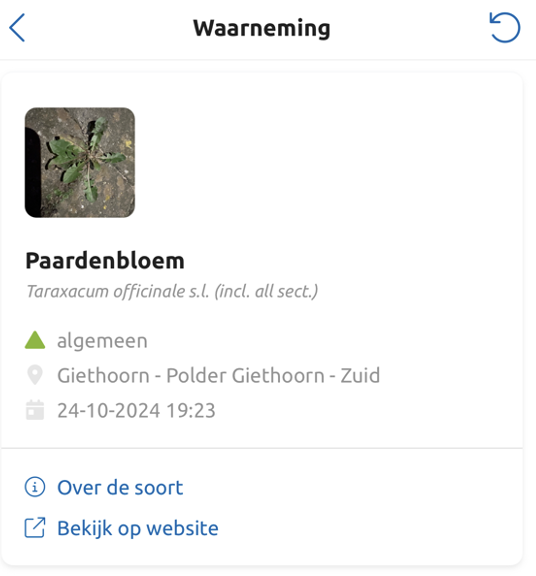 Waarneming
Paardenbloem
Taraxacum officinale s.l. (incl. all sect.)
algemeen
Giethoorn - Polder Giethoorn - Zuid
24-10-2024 19:23
Over de soort
Bekijk op website